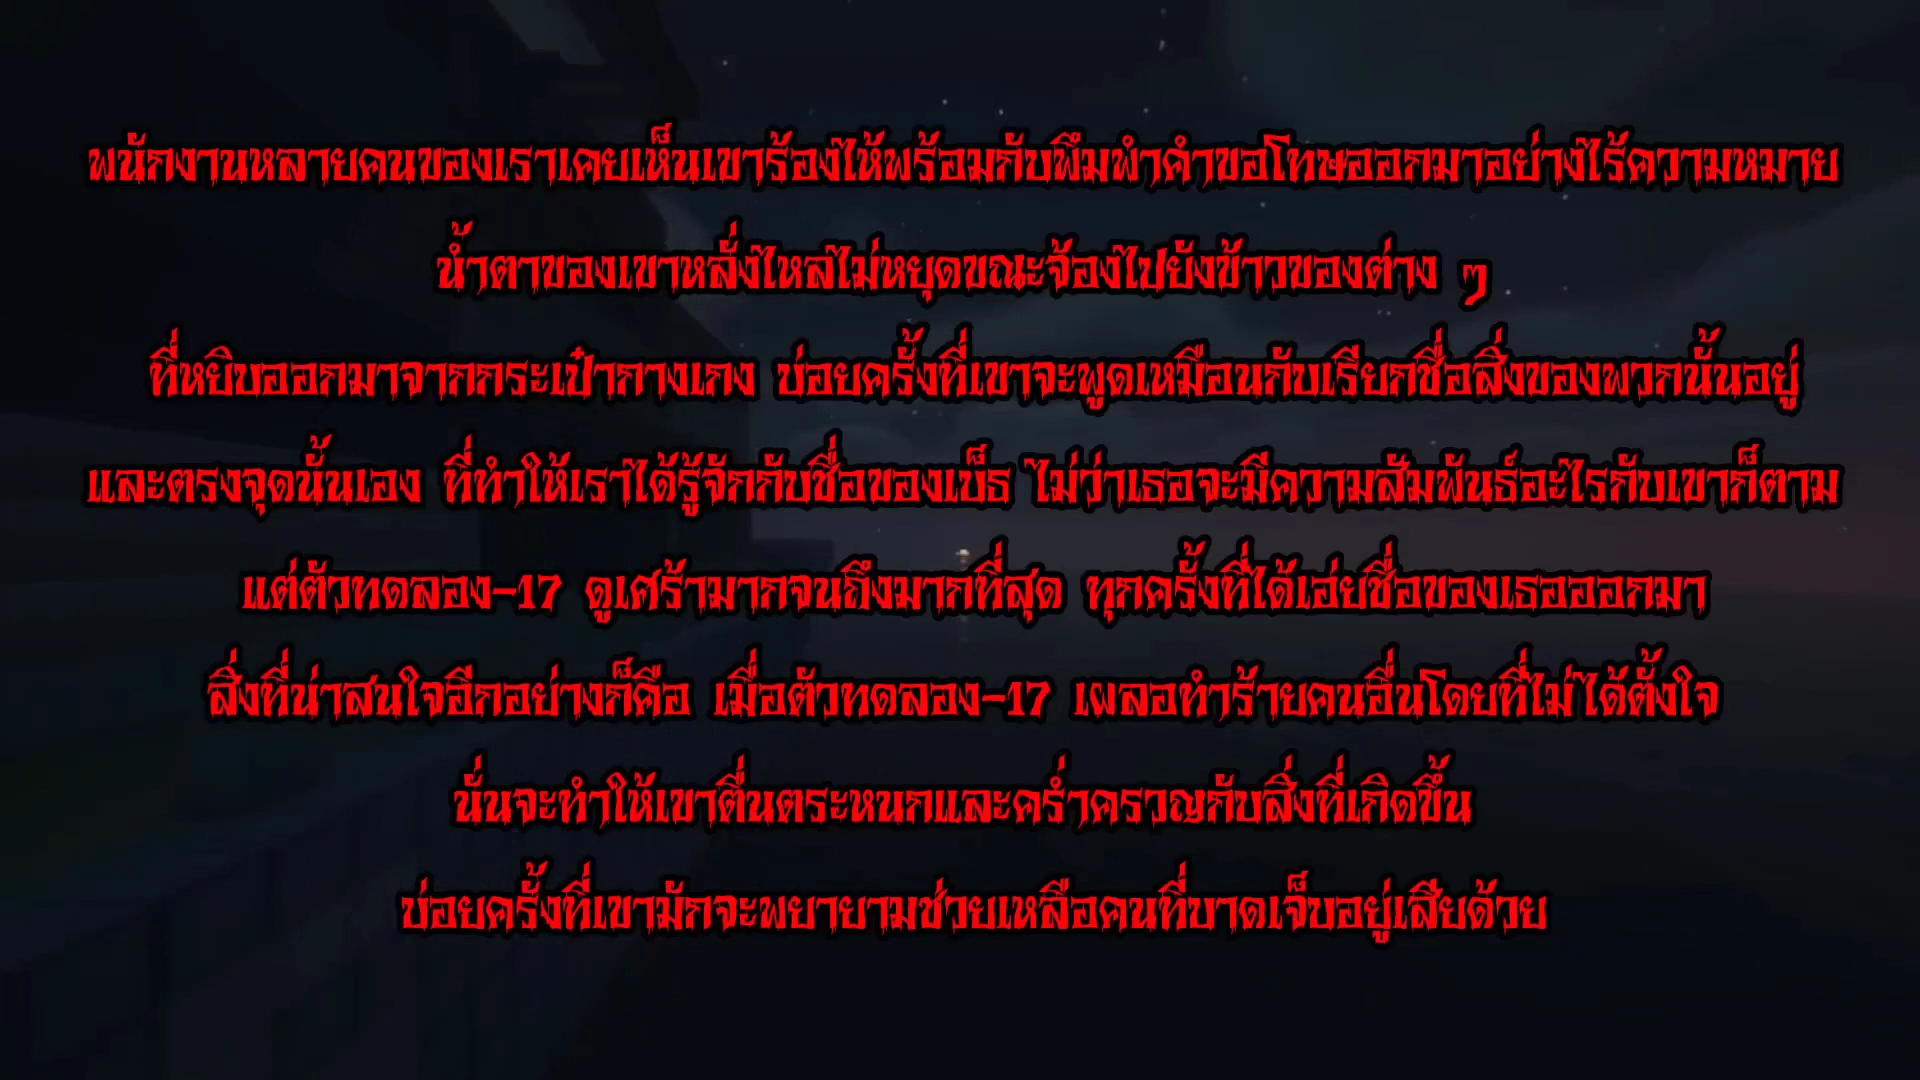 พนักงานหลายคนของเราเคยเห็นเขาร้องไห้พร้อมกับพึมพำคำขอโทษออกมาอย่างไร้ความหมาย
น้ำตาของเขาหลั่งไหลไม่หยุดขณะจ้องไปยังข้าวของต่าง ๆ
ที่หยิบออกมาจากกระเป๋ากางเกง บ่อยครั้งที่เขาจะพูดเหมือนกับเรียกชื่อสิ่งของพวกนั้นอยู่
และตรงจุดนั้นเอง ที่ทำให้เราได้รู้จักกับชื่อของเบ็ธ ไม่ว่าเธอจะมีความสัมพันธ์อะไรกับเขาก็ตาม
แต่ตัวทดลอง-17 ดูเศร้ามากจนถึงมากที่สุด ทุกครั้งที่ได้เอ่ยชื่อของเธอออกมา
สิ่งที่น่าสนใจอีกอย่างก็คือ เมื่อตัวทดลอง-17 เผลอทำร้ายคนอื่นโดยที่ไม่ได้ตั้งใจ
นั่นจะทำให้เขาตื่นตระหนกและคร่ำครวญกับสิ่งที่เกิดขึ้น
บ่อยครั้งที่เขามักจะพยายามช่วยเหลือคนที่บาดเจ็บอยู่เสียด้วย